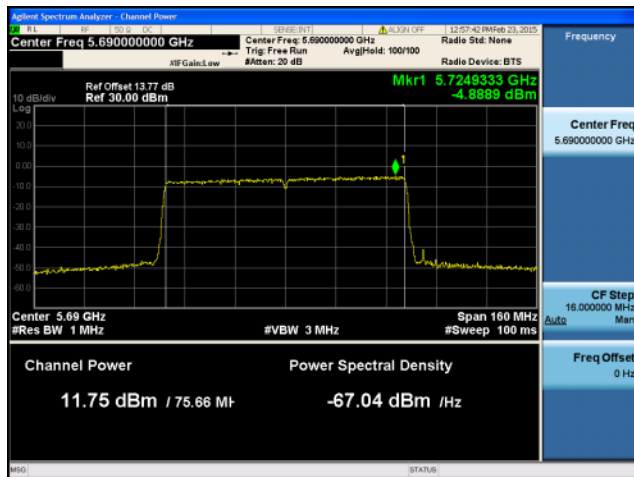 Agilent Spectrum Analyzer - Channel Power
RL RF 50 Ω DC SENSE:INT ALIGN OFF 12:57:42 PM Feb 23, 2015
Center Freq 5.690000000 GHz
Center Freq: 5.690000000 GHz
Radio Std: None
Trig: Free Run Avg|Hold: 100/100
#IFGain:Low #Atten: 20 dB Radio Device: BTS
Frequency
Mkr1 5.7249333 GHz
-4.8889 dBm
Ref Offset 13.77 dB
10 dB/div Ref 30.00 dBm
Log
20.0
10.0
0.00
-10.0
-20.0
-30.0
-40.0
-50.0
-60.0
1
Center Freq
5.690000000 GHz
Center 5.69 GHz Span 160 MHz
#Res BW 1 MHz #VBW 3 MHz #Sweep 100 ms
CF Step
16.000000 MHz
Auto Man
Channel Power Power Spectral Density
11.75 dBm / 75.66 MH -67.04 dBm /Hz
Freq Offset
0 Hz
MSG STATUS